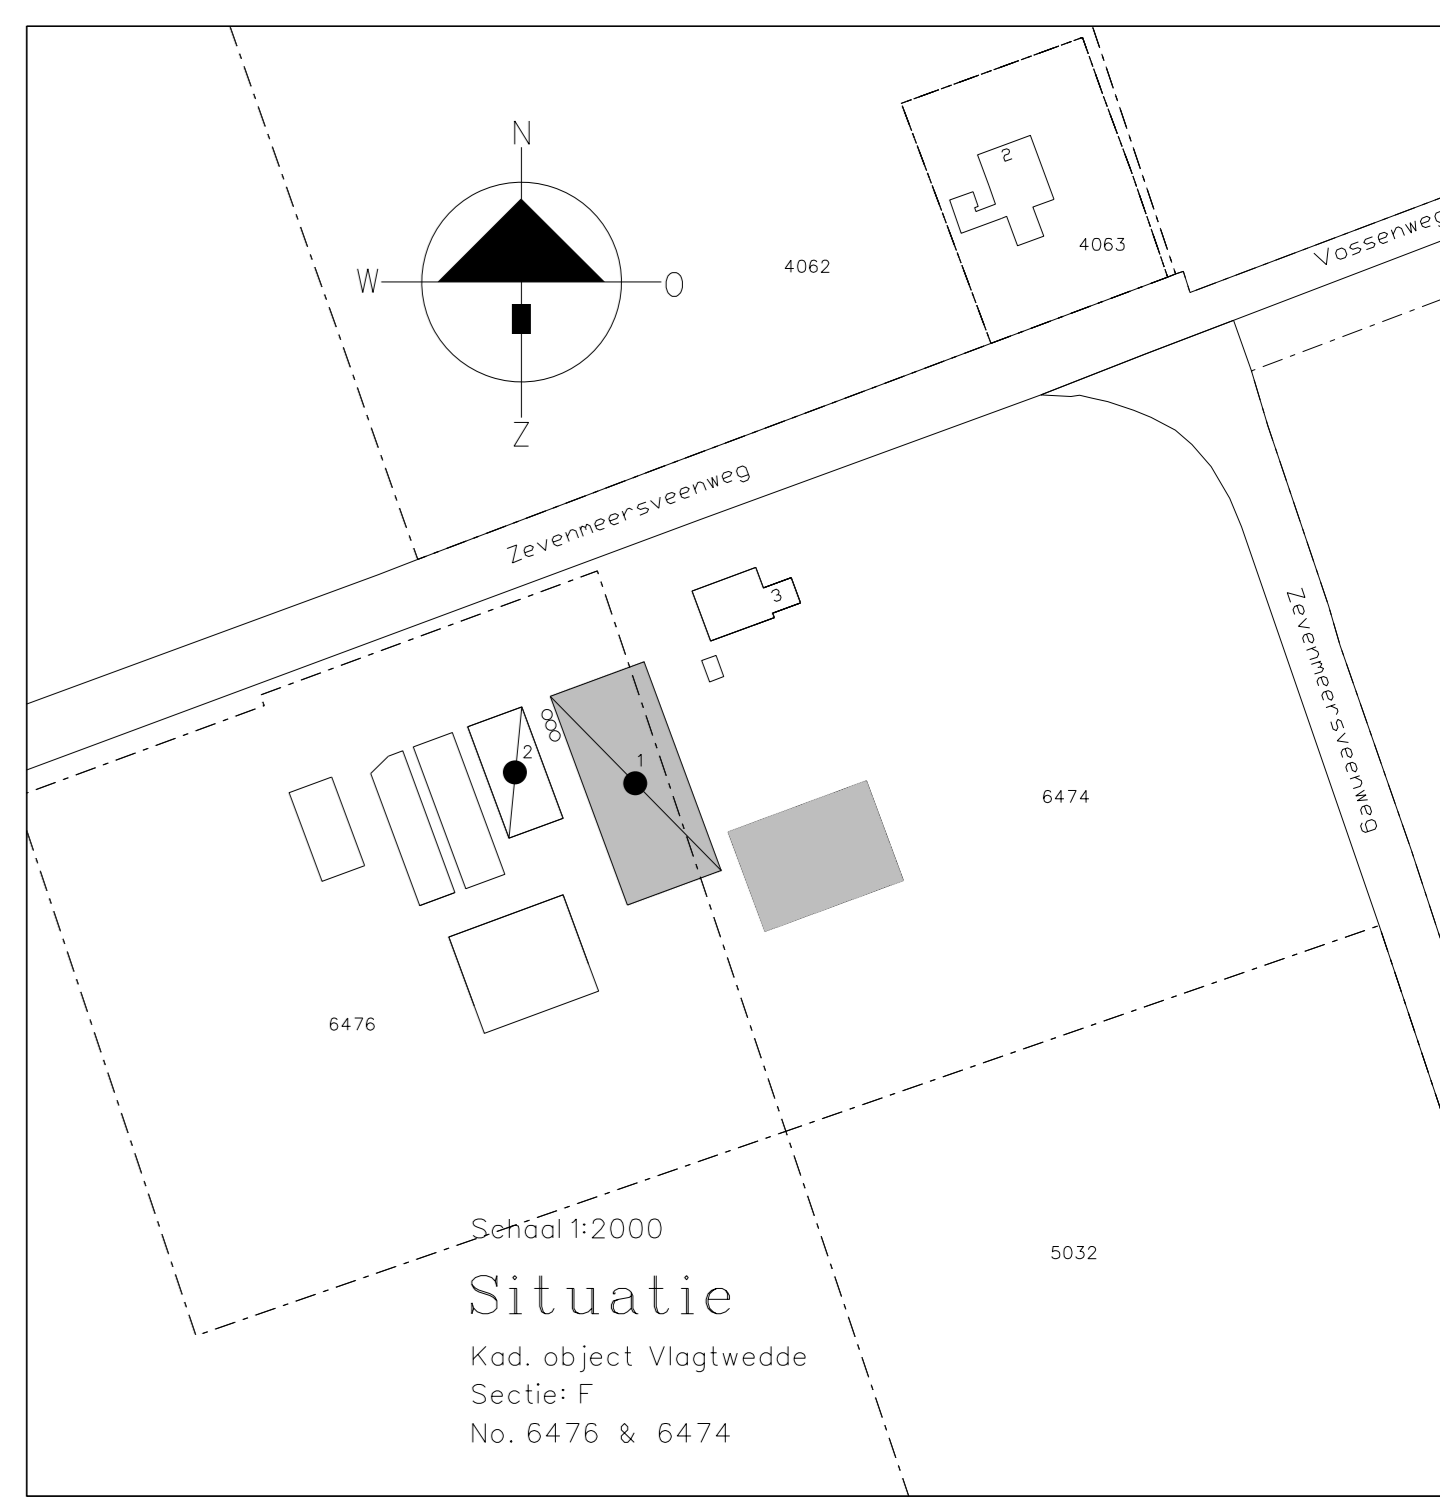 N
W
O
Z
2
4063
4062
Vossenweg
Zevenmeersveenweg
3
Zevenmeersveenweg
2
1
6474
6476
Schaal 1:2000
Situatie
5032
Kad. object Vlagtwedde
Sectie: F
No. 6476 & 6474